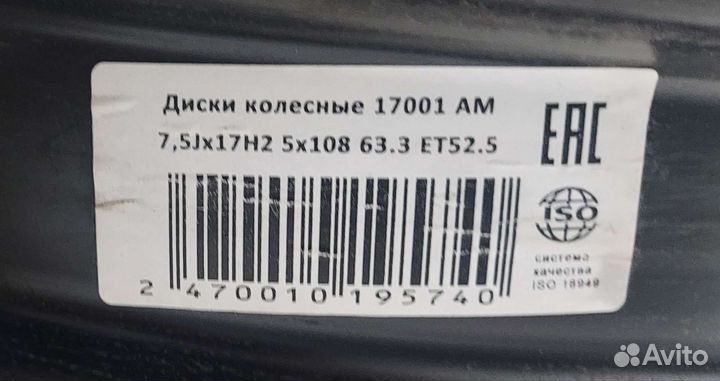 Диски колесные 17001 AM
7,5Jx17H2 5x108 63.3 ET52.5
EAC
ISO
система
качества
ISO 16949
2 470010 195740
Avito